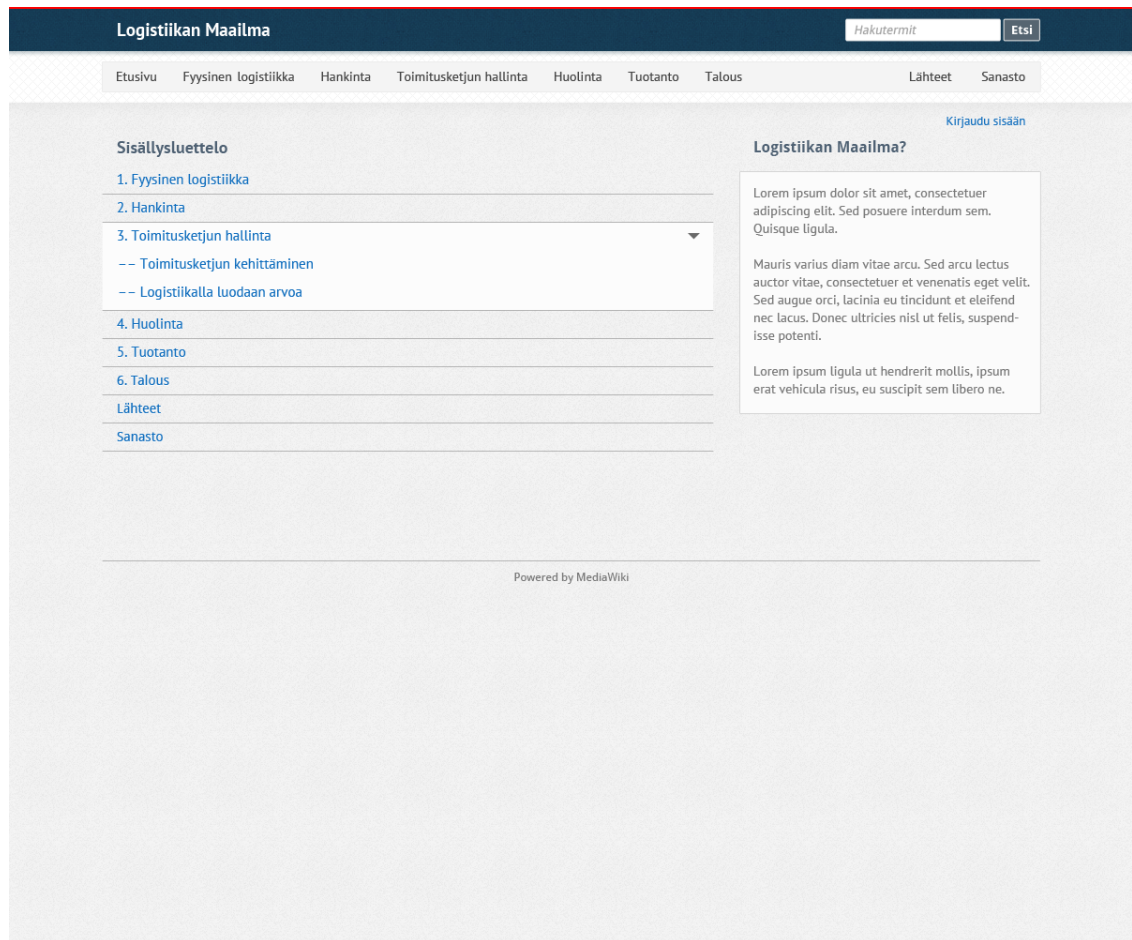 Logistiikan Maailma
Hakutermit Etsi
Etusivu Fyysinen logistiikka Hankinta Toimitusketjun hallinta Huolinta Tuotanto Talous Lähteet Sanasto
Kirjaudu sisään
Sisällysluettelo
1. Fyysinen logistiikka
2. Hankinta
3. Toimitusketjun hallinta
–– Toimitusketjun kehittäminen
–– Logistiikalla luodaan arvoa
4. Huolinta
5. Tuotanto
6. Talous
Lähteet
Sanasto
Logistiikan Maailma?
Lorem ipsum dolor sit amet, consectetuer
adipiscing elit. Sed posuere interdum sem.
Quisque ligula.
Mauris varius diam vitae arcu. Sed arcu lectus
auctor vitae, consectetuer et venenatis eget velit.
Sed augue orci, lacinia eu tincidunt et eleifend
nec lacus. Donec ultricies nisl ut felis, suspend-
isse potenti.
Lorem ipsum ligula ut hendrerit mollis, ipsum
erat vehicula risus, eu suscipit sem libero ne.
Powered by MediaWiki